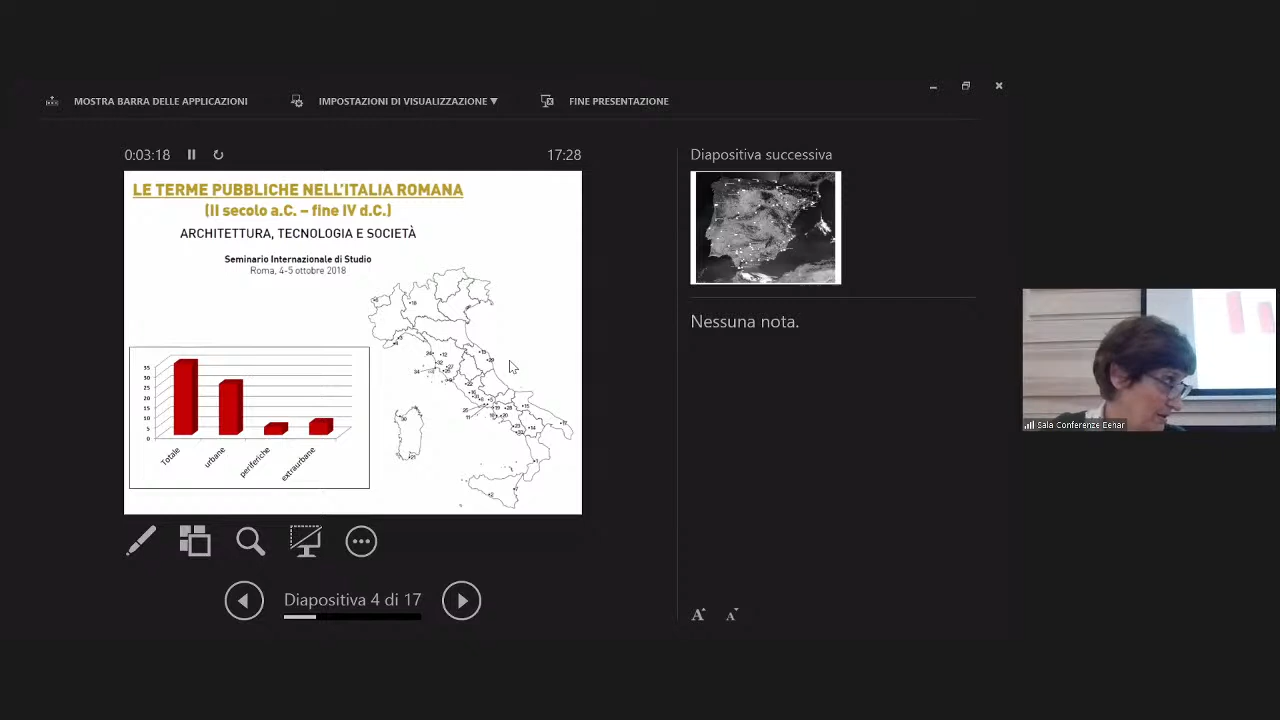 MOSTRA BARRA DELLE APPLICAZIONI
IMPOSTAZIONI DI VISUALIZZAZIONE ▼
FINE PRESENTAZIONE
0:03:18
17:28
LE TERME PUBBLICHE NELL'ITALIA ROMANA
(II secolo a.C. – fine IV d.C.)
ARCHITETTURA, TECNOLOGIA E SOCIETÀ
Seminario Internazionale di Studio
Roma, 4-5 ottobre 2018
35
30
25
20
15
10
5
0
Totale
urbane
periferiche
extraurbane
Diapositiva 4 di 17
Diapositiva successiva
Nessuna nota.
A
A
Sala Conferenze Eehar